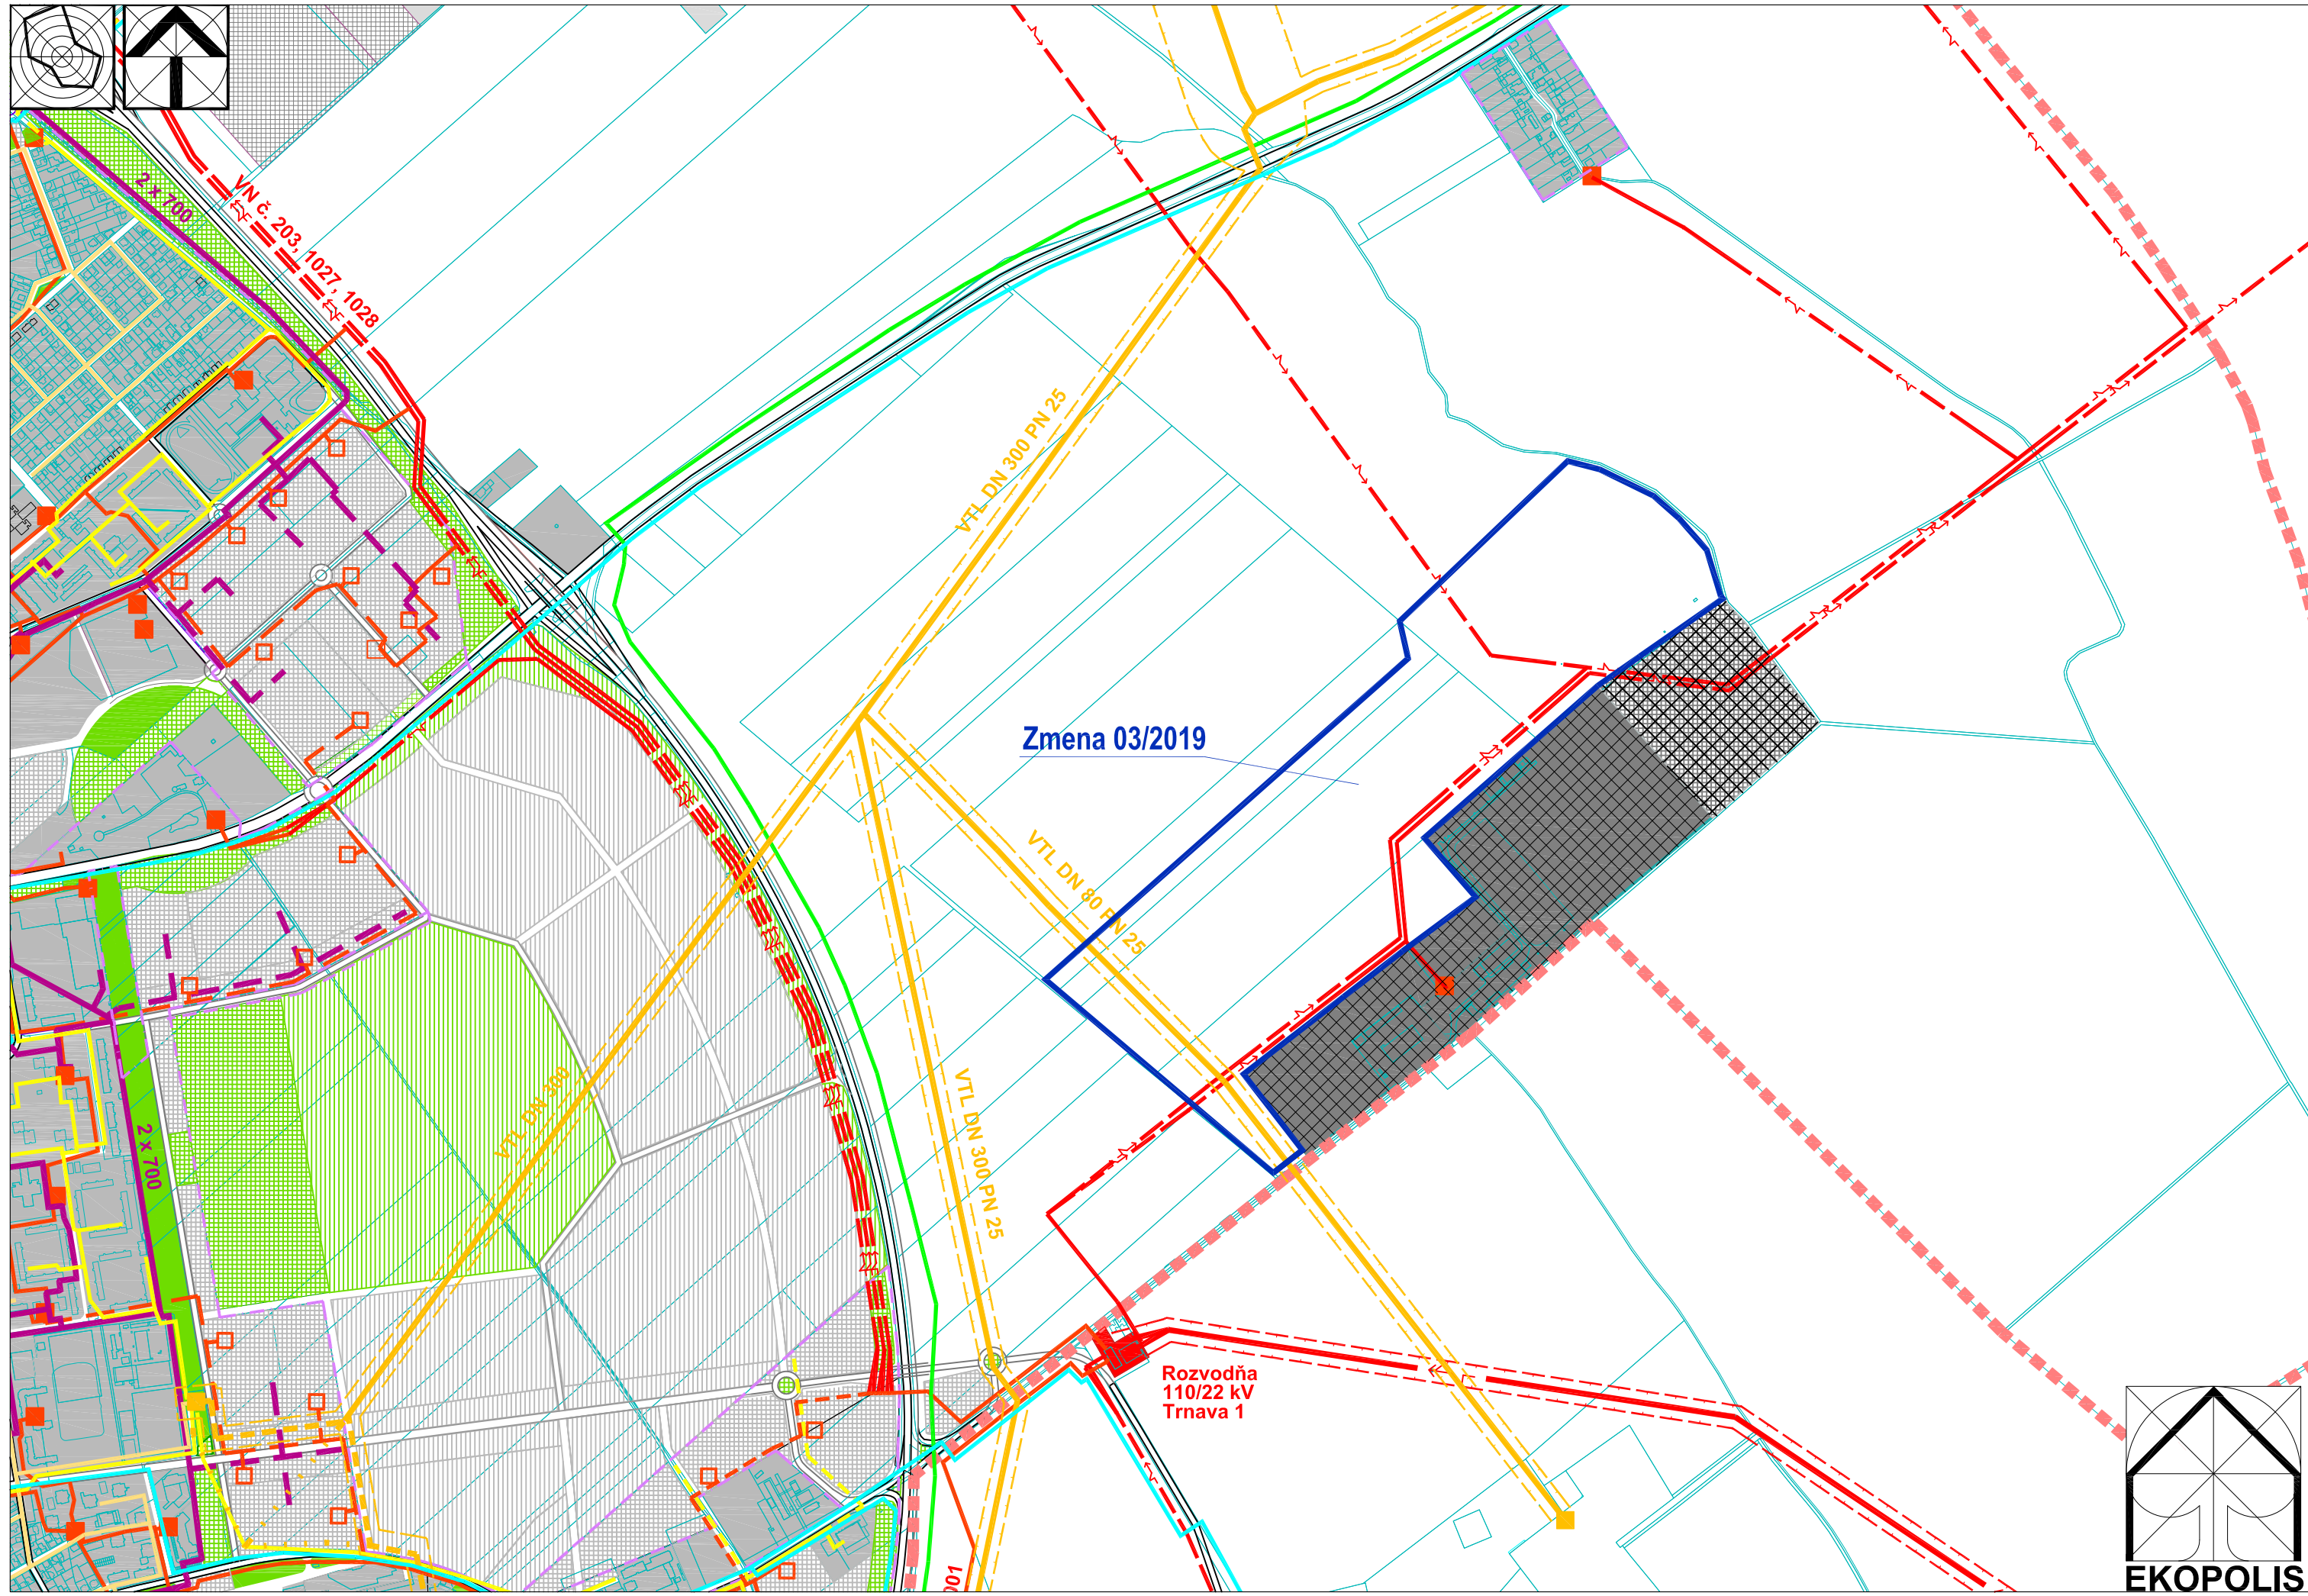 2 x 700
VN č. 203, 1027, 1028
VTL DN 300 PN 25
Zmena 03/2019
VTL DN 80 PN 25
VTL DN 300
VTL DN 300 PN 25
2 x 700
Rozvodňa
110/22 kV
Trnava 1
001
EKOPOLIS